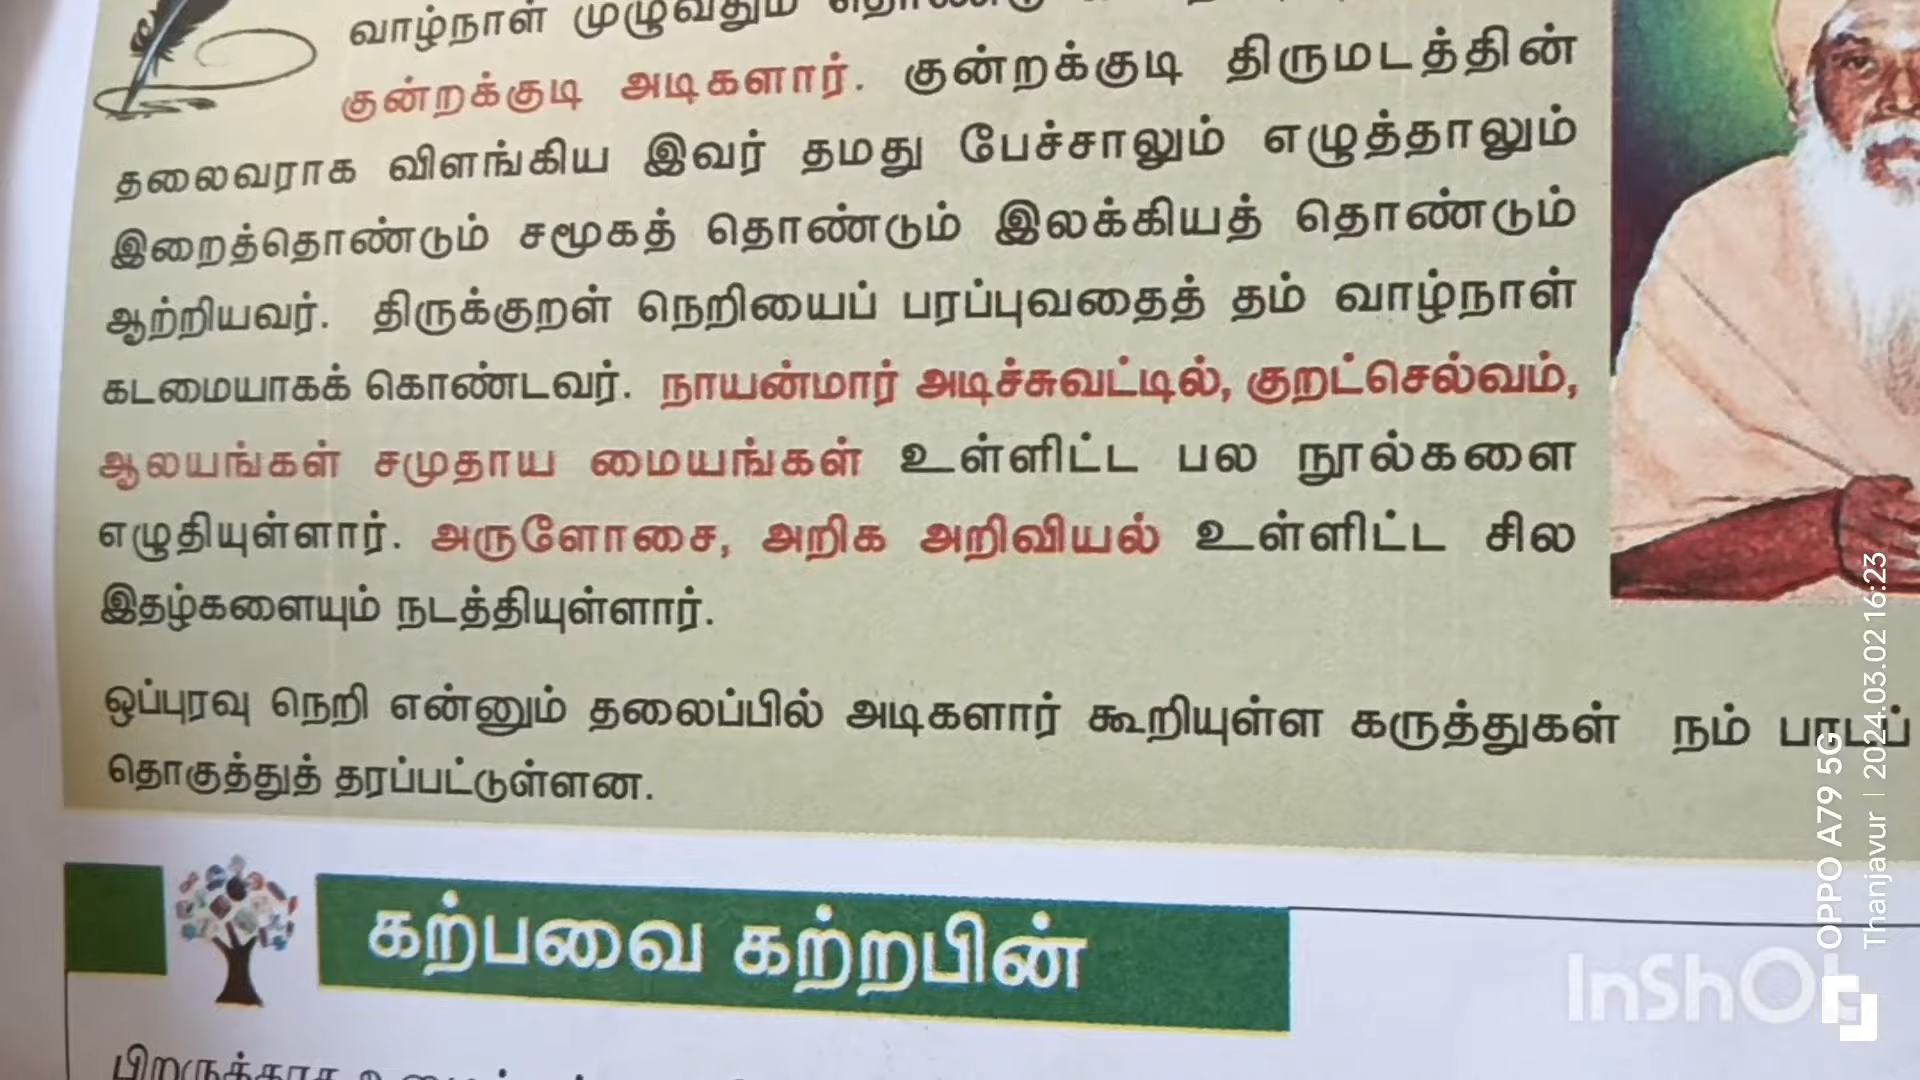 வாழ்நாள் முழுவதும்
குன்றக்குடி அடிகளார். குன்றக்குடி திருமடத்தின்
தலைவராக விளங்கிய இவர் தமது பேச்சாலும் எழுத்தாலும்
இறைத்தொண்டும் சமூகத் தொண்டும் இலக்கியத் தொண்டும்
ஆற்றியவர். திருக்குறள் நெறியைப் பரப்புவதைத் தம் வாழ்நாள்
கடமையாகக் கொண்டவர். நாயன்மார் அடிச்சுவட்டில், குறட்செல்வம்,
ஆலயங்கள் சமுதாய மையங்கள் உள்ளிட்ட பல நூல்களை
எழுதியுள்ளார். அருளோசை, அறிக அறிவியல் உள்ளிட்ட சில
இதழ்களையும் நடத்தியுள்ளார்.
ஒப்புரவு நெறி என்னும் தலைப்பில் அடிகளார் கூறியுள்ள கருத்துகள் நம் பாடப்
தொகுத்துத் தரப்பட்டுள்ளன.
கற்பவை கற்றபின்
OPPO A79 5G
Thanjavur | 2024.03.02 16:23